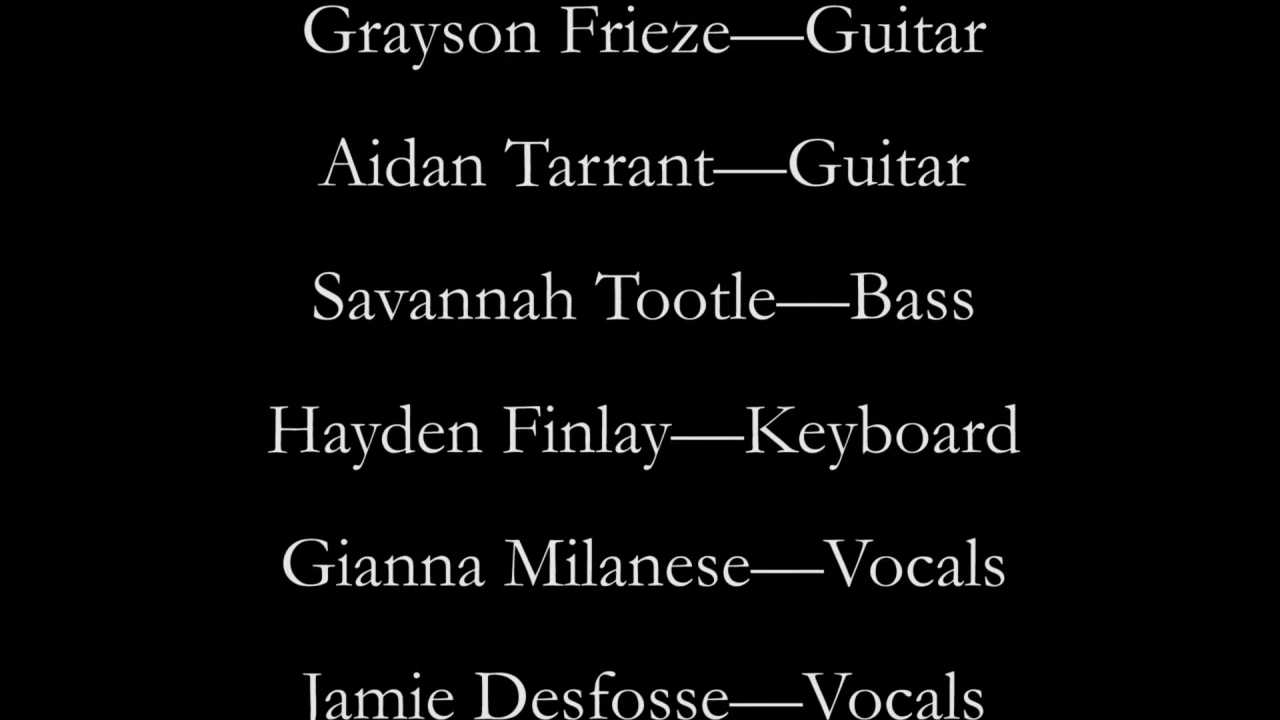 Grayson Frieze—Guitar
Aidan Tarrant—Guitar
Savannah Tootle—Bass
Hayden Finlay—Keyboard
Gianna Milanese—Vocals
Jamie Desfosse—Vocals